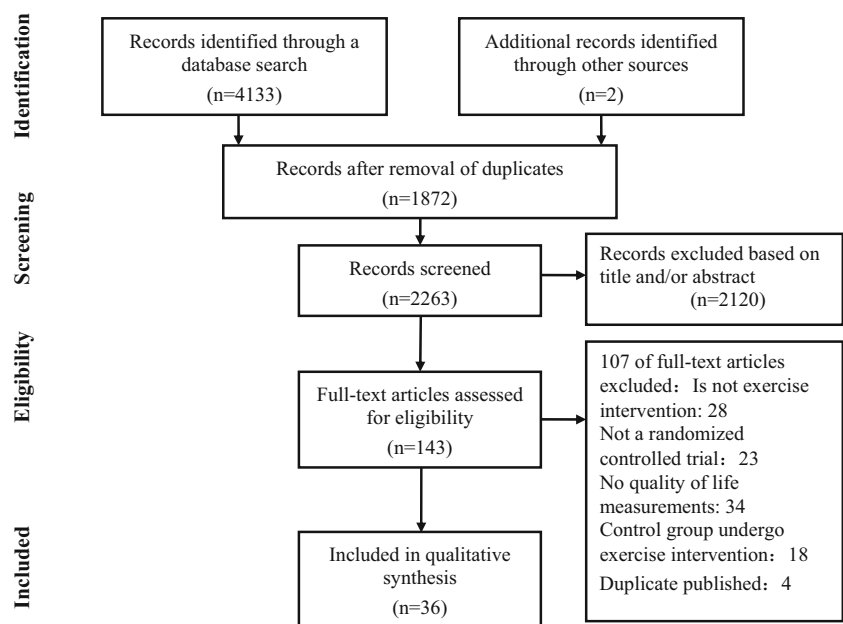 Identification
Records identified through a
database search
(n=4133)
Additional records identified
through other sources
(n=2)
Records after removal of duplicates
(n=1872)
Screening
Records screened
(n=2263)
Records excluded based on
title and/or abstract
(n=2120)
Eligibility
Full-text articles assessed
for eligibility
(n=143)
107 of full-text articles
excluded：Is not exercise
intervention: 28
Not a randomized
controlled trial：23
No quality of life
measurements: 34
Control group undergo
exercise intervention：18
Duplicate published：4
Included
Included in qualitative
synthesis
(n=36)